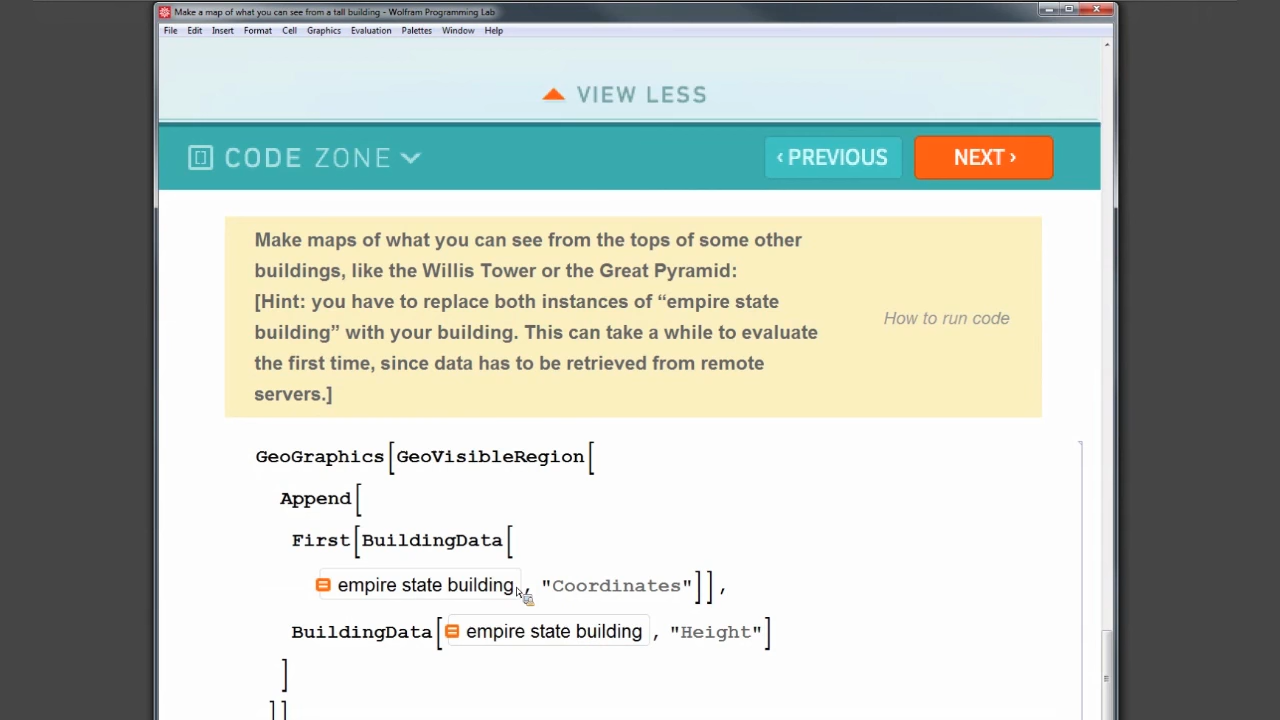 Make a map of what you can see from a tall building - Wolfram Programming Lab
File Edit Insert Format Cell Graphics Evaluation Palettes Window Help
VIEW LESS
[] CODE ZONE ‹ PREVIOUS NEXT ›
Make maps of what you can see from the tops of some other
buildings, like the Willis Tower or the Great Pyramid:
[Hint: you have to replace both instances of “empire state
building” with your building. This can take a while to evaluate
the first time, since data has to be retrieved from remote
servers.]
How to run code
GeoGraphics[GeoVisibleRegion[
Append[
First[BuildingData[
empire state building, "Coordinates"]],
BuildingData[ empire state building , "Height"]
]
]]